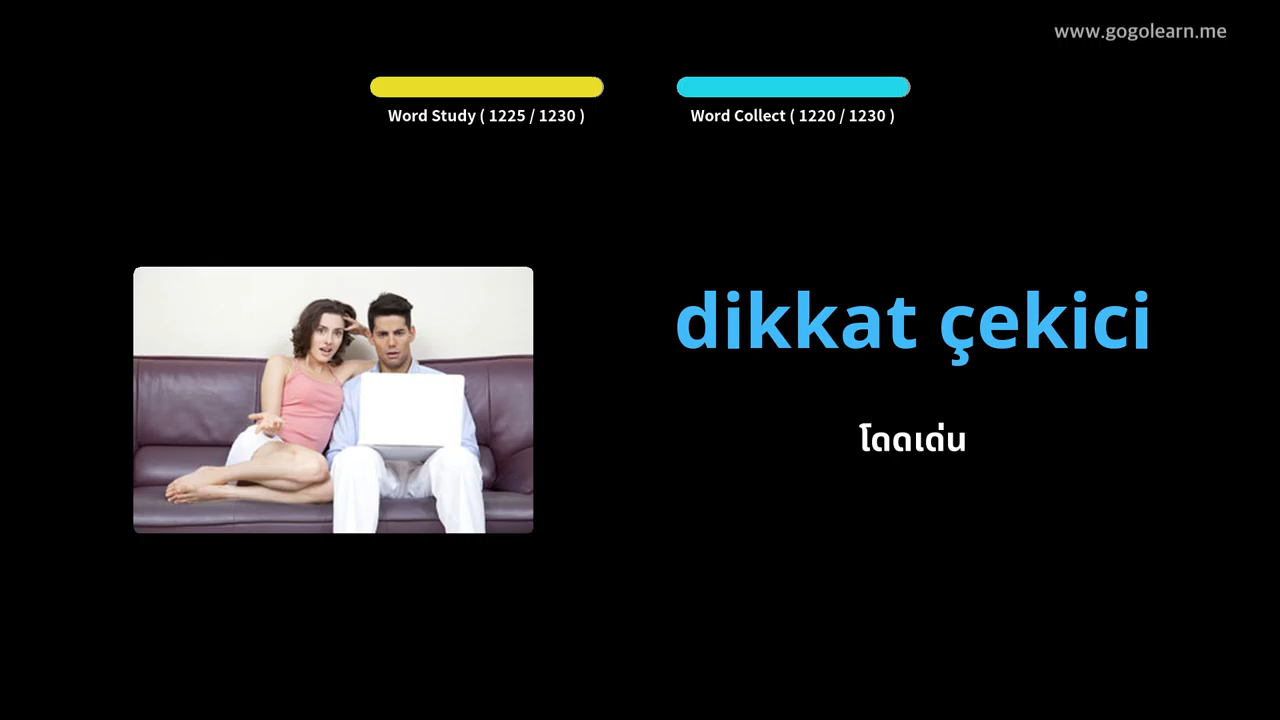 www.gogolearn.me
Word Study ( 1225 / 1230 )
Word Collect ( 1220 / 1230 )
dikkat çekici
โดดเด่น